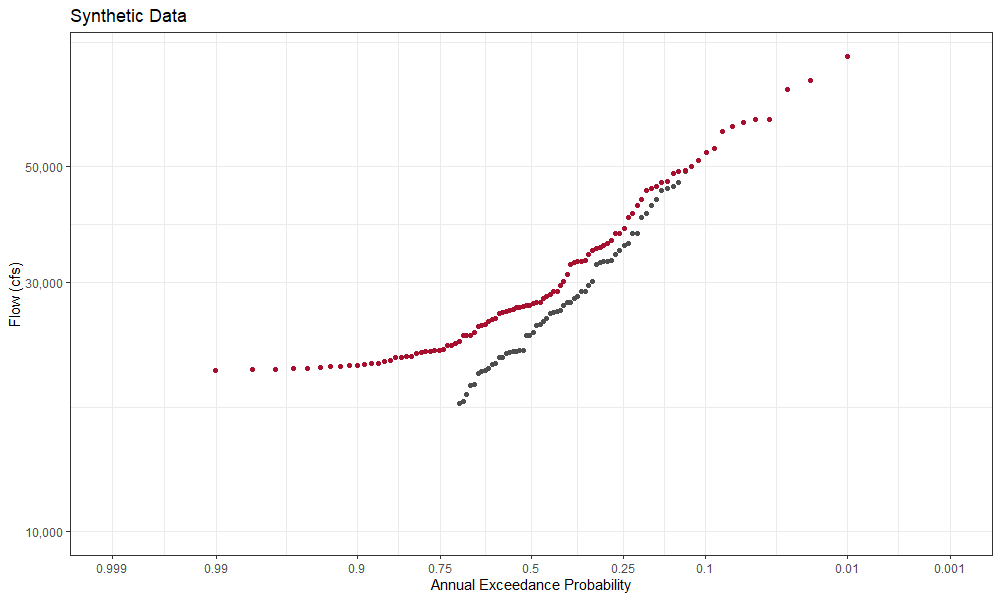 Synthetic Data
Flow (cfs)
50,000
30,000
10,000
0.999 0.99 0.9 0.75 0.5 0.25 0.1 0.01 0.001
Annual Exceedance Probability